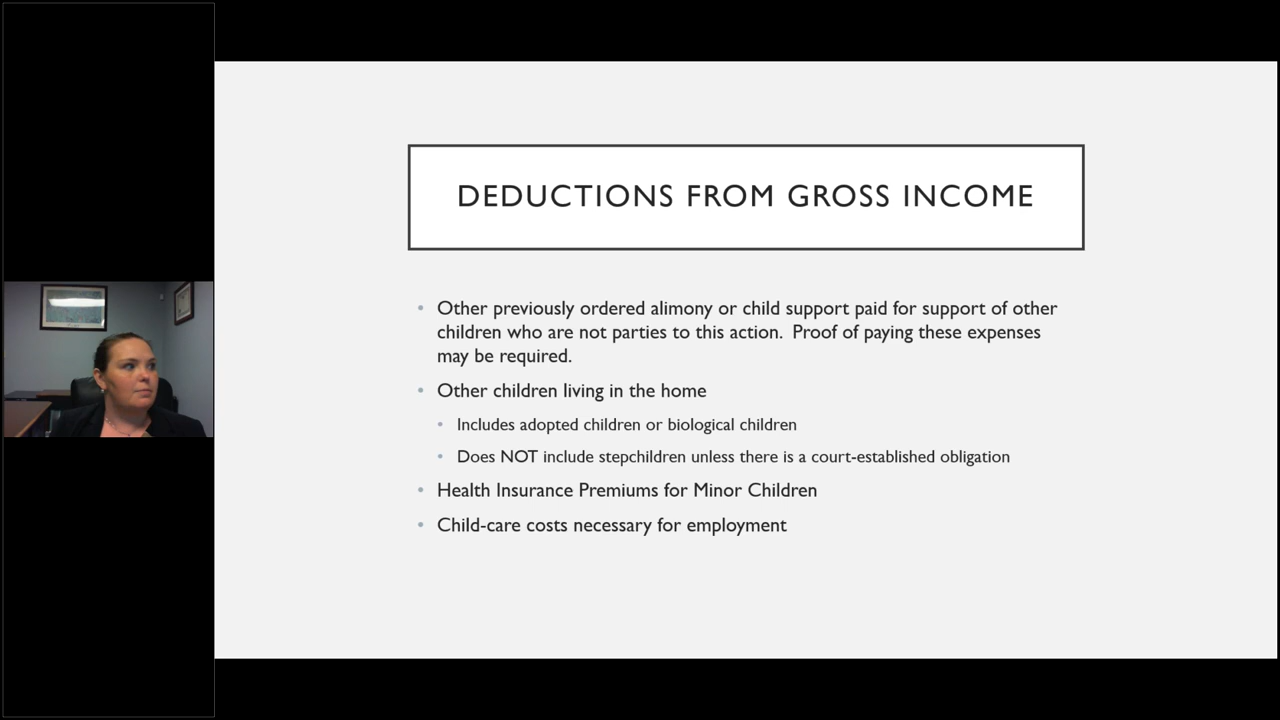 DEDUCTIONS FROM GROSS INCOME
• Other previously ordered alimony or child support paid for support of other
children who are not parties to this action.  Proof of paying these expenses
may be required.
• Other children living in the home
• Includes adopted children or biological children
• Does NOT include stepchildren unless there is a court-established obligation
• Health Insurance Premiums for Minor Children
• Child-care costs necessary for employment